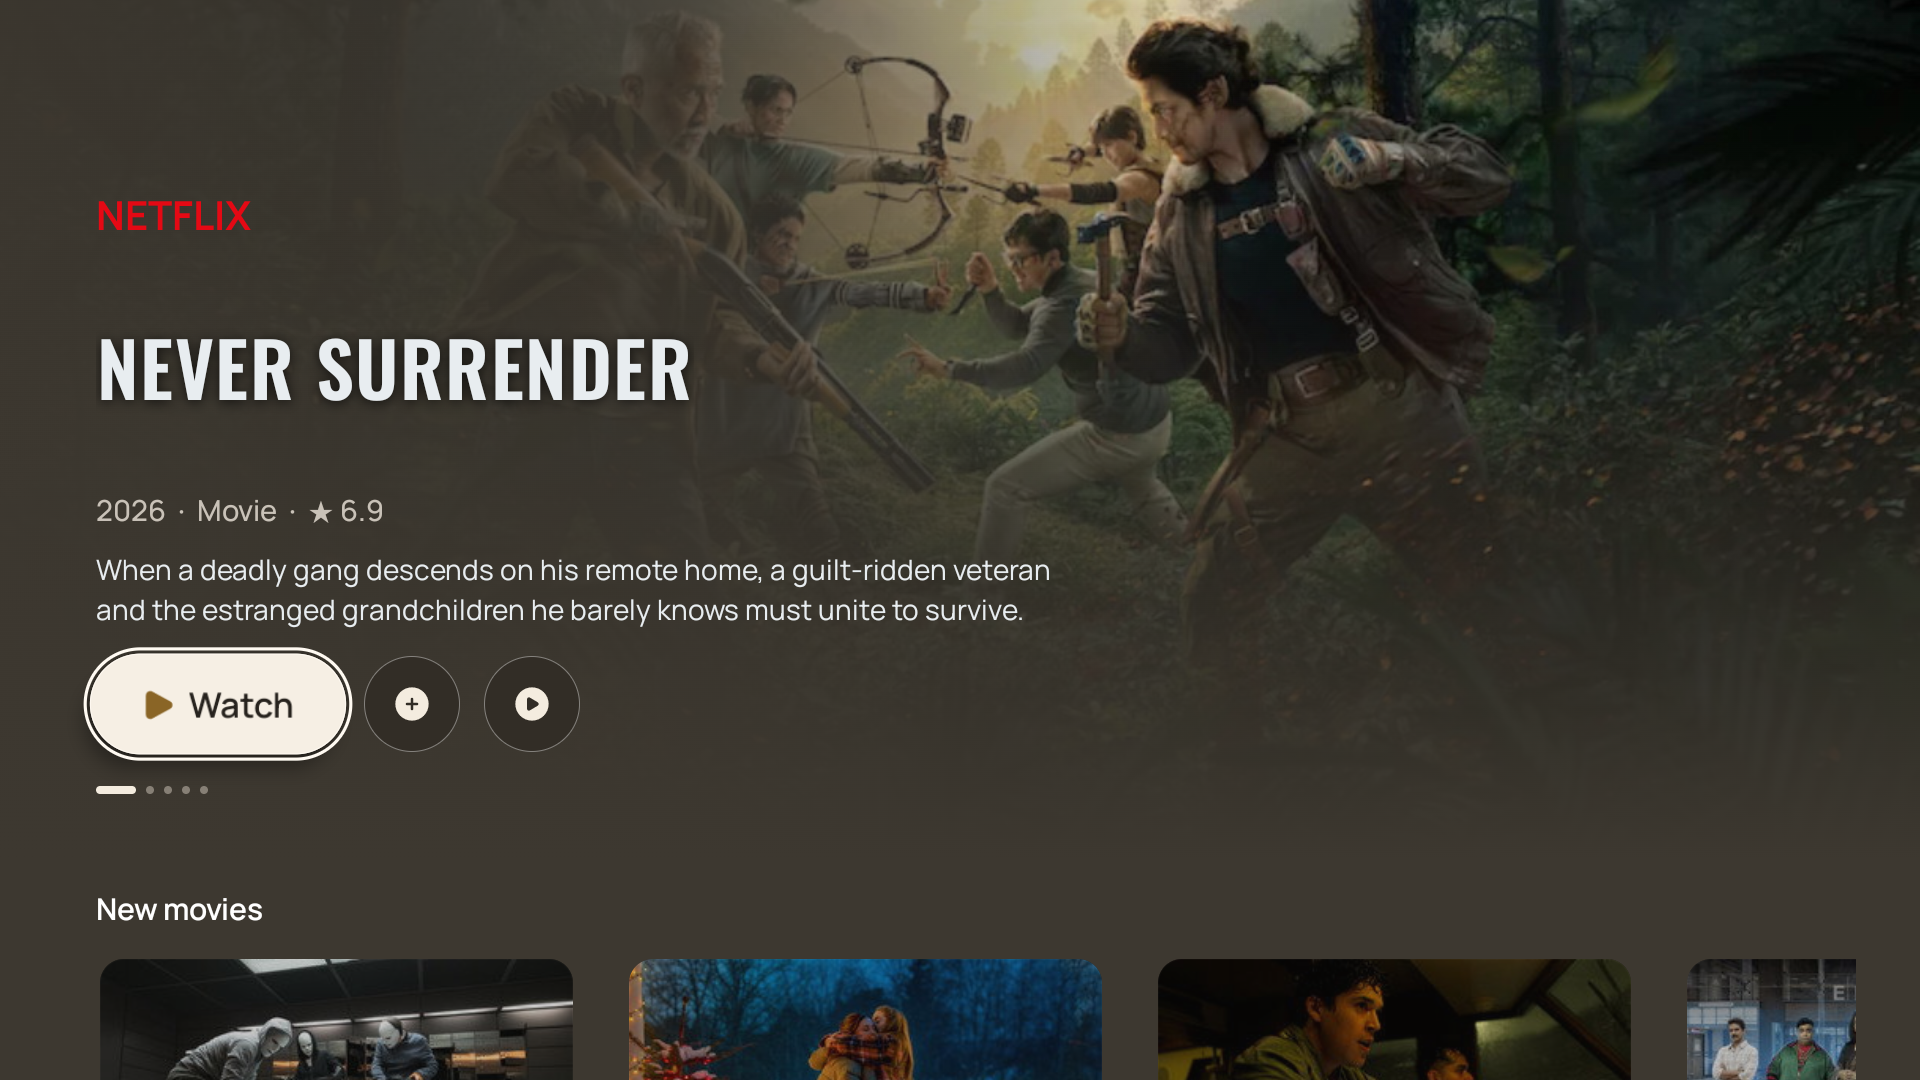 NETFLIX
NEVER SURRENDER
2026 · Movie · ★ 6.9
When a deadly gang descends on his remote home, a guilt-ridden veteran
and the estranged grandchildren he barely knows must unite to survive.
Watch
New movies